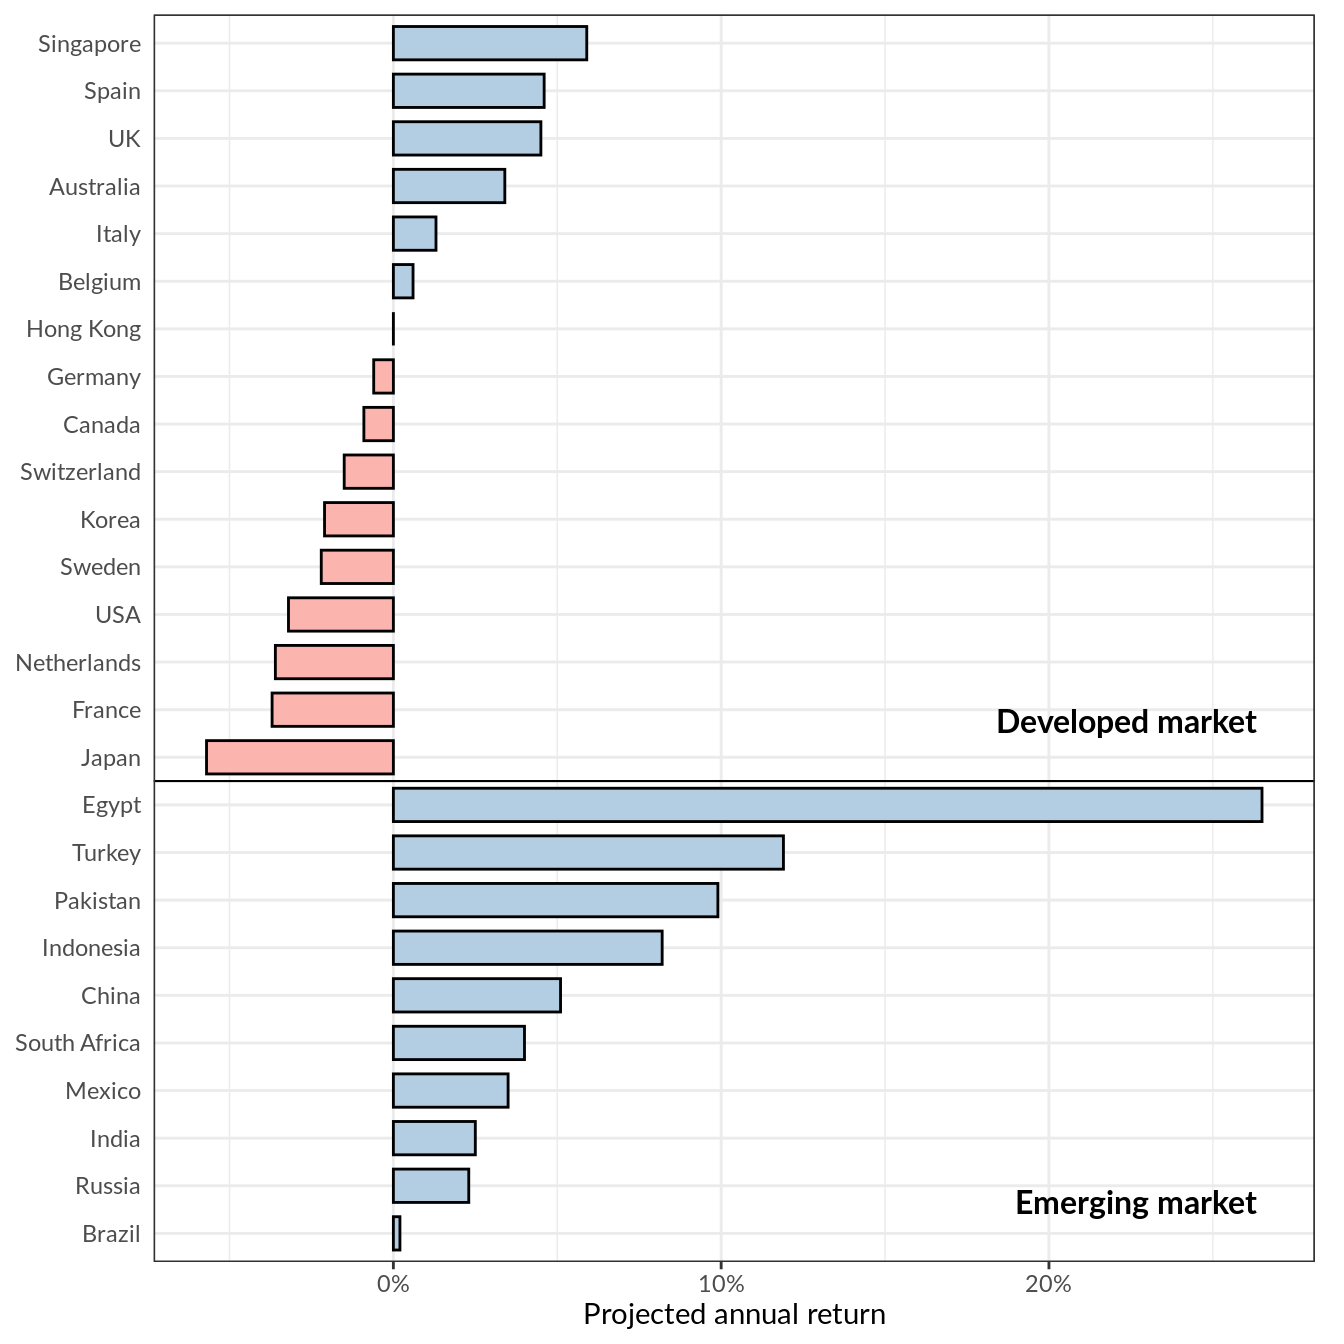 Singapore
Spain
UK
Australia
Italy
Belgium
Hong Kong
Germany
Canada
Switzerland
Korea
Sweden
USA
Netherlands
France
Developed market
Japan
Egypt
Turkey
Pakistan
Indonesia
China
South Africa
Mexico
India
Russia
Emerging market
Brazil
0% 10% 20%
Projected annual return